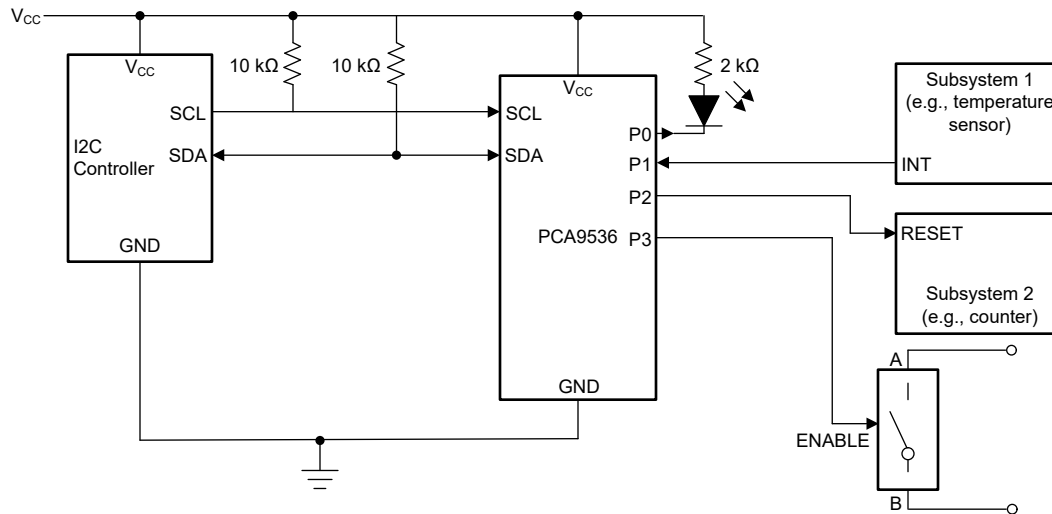 VCC
VCC
10 kΩ
10 kΩ
2 kΩ
SCL
I2C
Controller
SDA
GND
VCC
SCL
SDA
PCA9536
P0
P1
P2
P3
GND
Subsystem 1
(e.g., temperature
sensor)
INT
RESET
Subsystem 2
(e.g., counter)
A
ENABLE
B